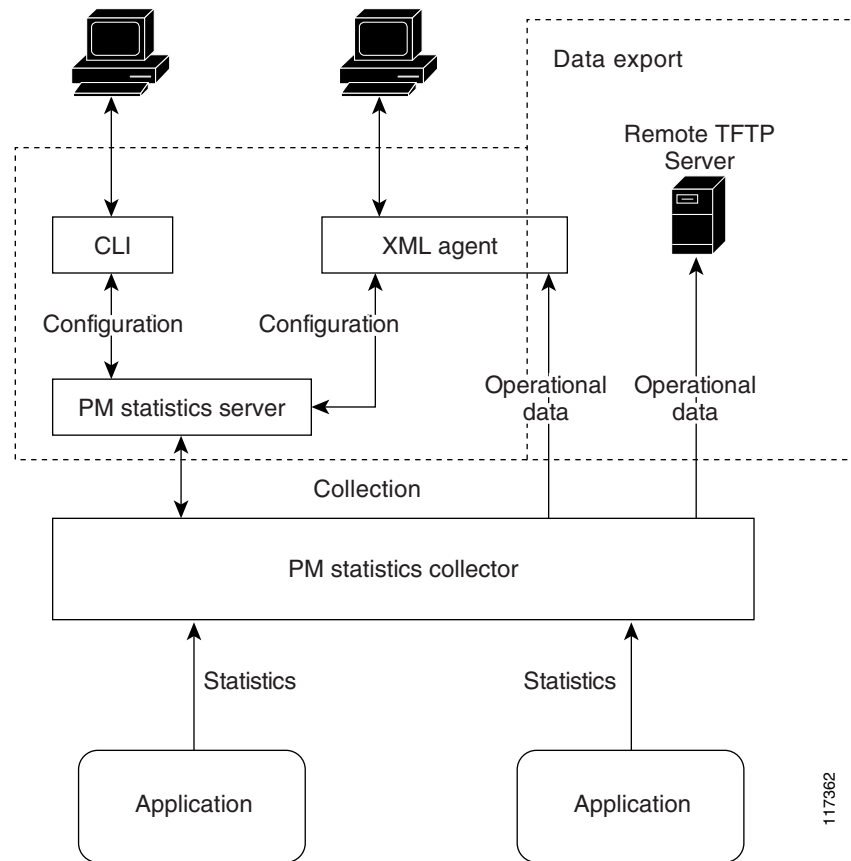 Data export
Remote TFTP
Server
CLI
XML agent
Configuration
Configuration
PM statistics server
Operational
data
Operational
data
Collection
PM statistics collector
Statistics
Statistics
Application
Application
117362